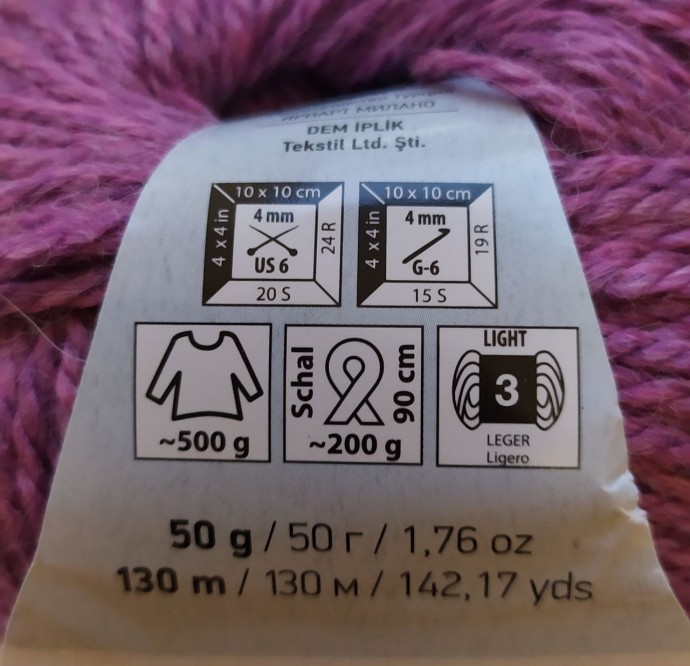 МИЛАНО
DEM İPLİK
Tekstil Ltd. Şti.
10 x 10 cm
4 x 4 in
4 mm
US 6
24 R
20 S
10 x 10 cm
4 x 4 in
4 mm
G-6
19 R
15 S
~500 g
Schal
90 cm
~200 g
LIGHT
3
LEGER
Ligero
50 g / 50 г / 1,76 oz
130 m / 130 м / 142,17 yds